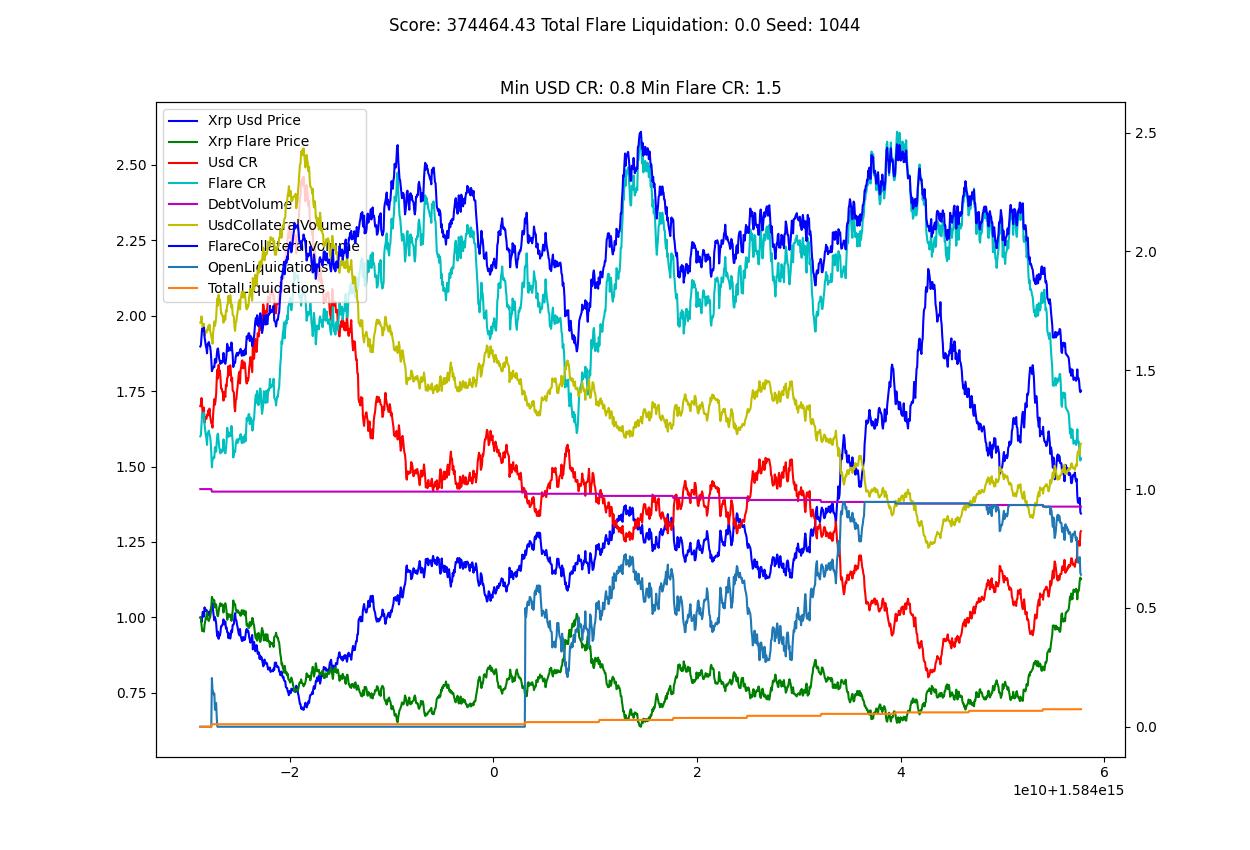 Score: 374464.43 Total Flare Liquidation: 0.0 Seed: 1044
Min USD CR: 0.8 Min Flare CR: 1.5
Xrp Usd Price
Xrp Flare Price
Usd CR
Flare CR
DebtVolume
UsdCollateralVolume
FlareCollateralVolume
OpenLiquidations
TotalLiquidations
2.50
2.25
2.00
1.75
1.50
1.25
1.00
0.75
2.5
2.0
1.5
1.0
0.5
0.0
−2
0
2
4
6
1e10+1.584e15